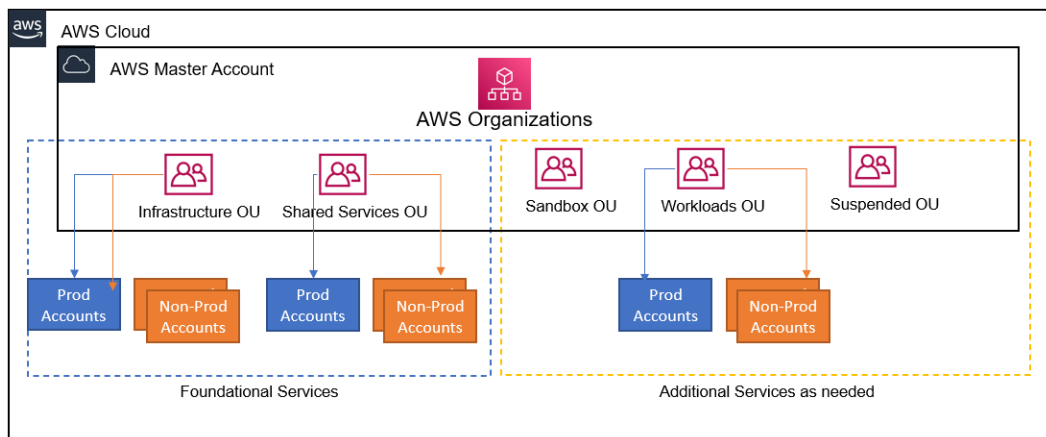 aws
AWS Cloud
AWS Master Account
AWS Organizations
Infrastructure OU
Shared Services OU
Sandbox OU
Workloads OU
Suspended OU
Prod
Accounts
Non-Prod
Accounts
Prod
Accounts
Non-Prod
Accounts
Prod
Accounts
Non-Prod
Accounts
Foundational Services
Additional Services as needed